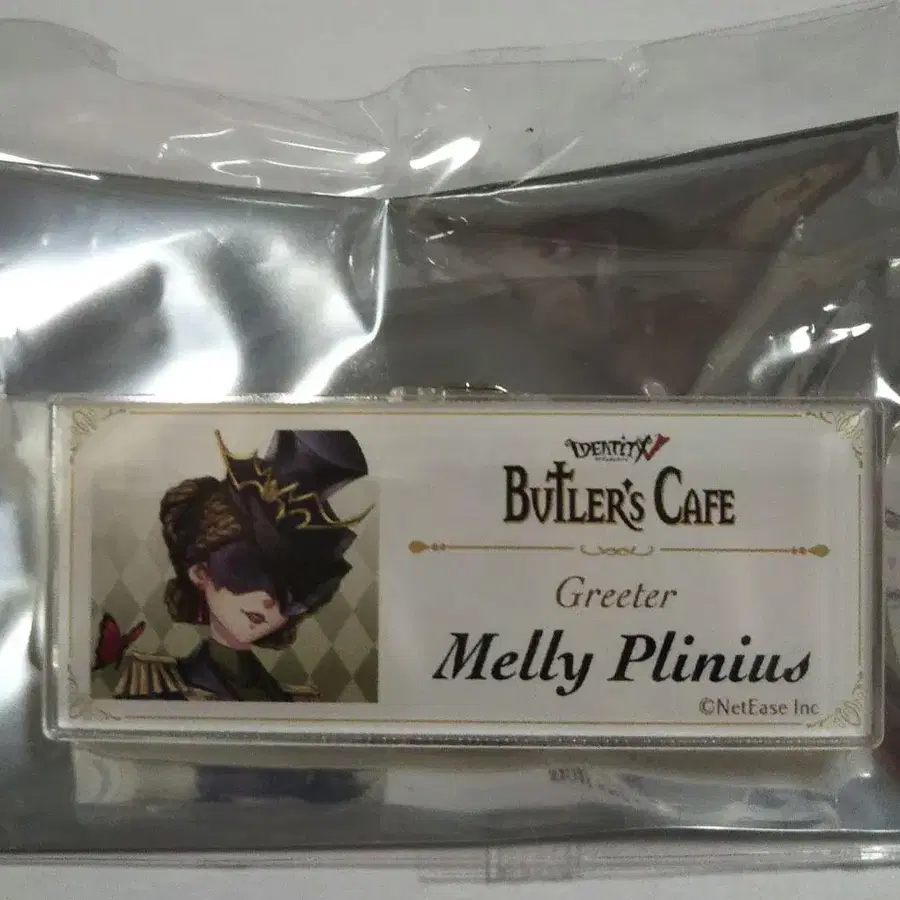 IDENTITY V
BUTLER'S CAFE
Greeter
Melly Plinius
©NetEase Inc